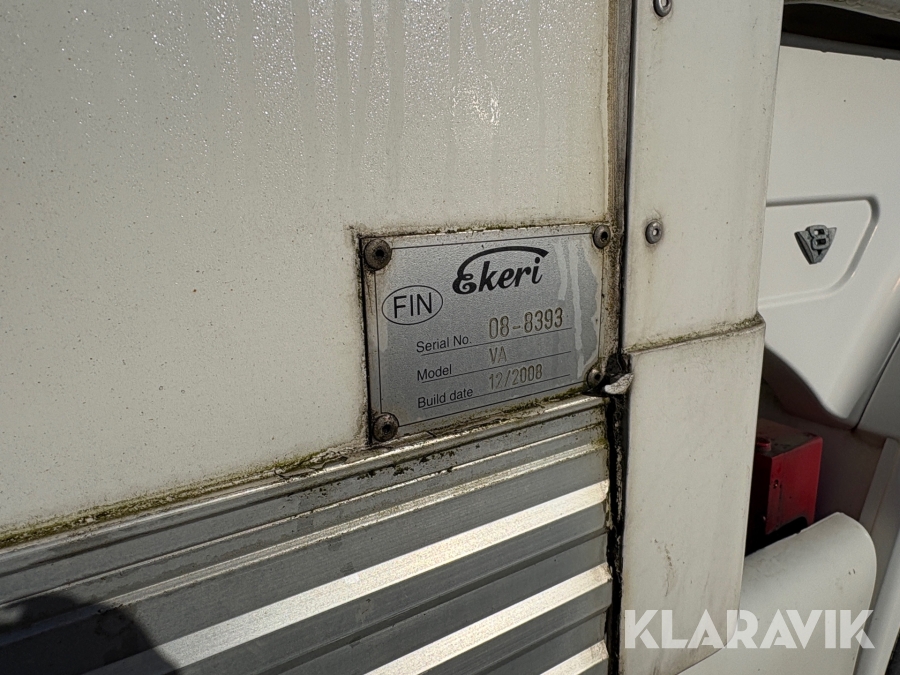 Ekeri
FIN
Serial No. 08-8393
Model VA
Build date 12/2008
V8
KLARAVIK